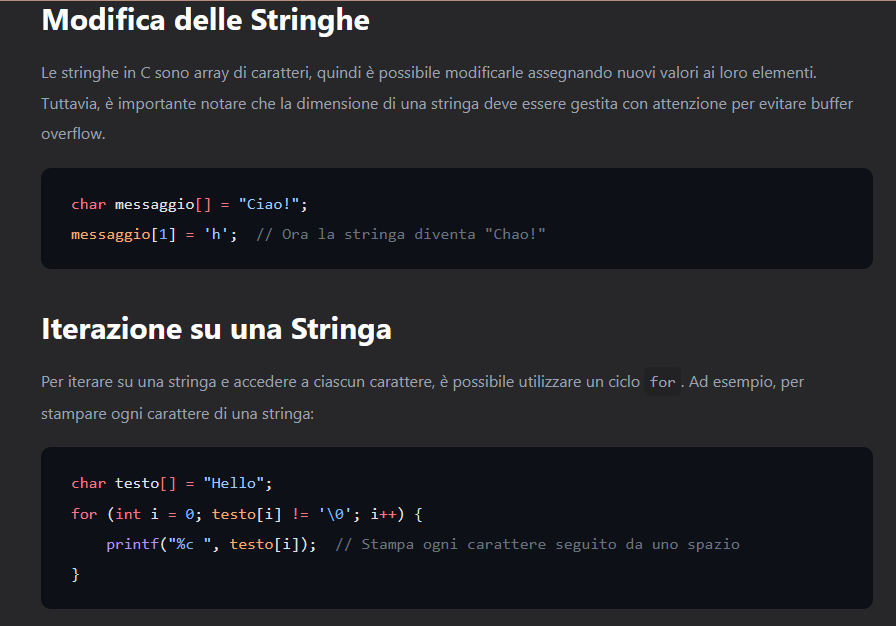 Modifica delle Stringhe
Le stringhe in C sono array di caratteri, quindi è possibile modificarle assegnando nuovi valori ai loro elementi.
Tuttavia, è importante notare che la dimensione di una stringa deve essere gestita con attenzione per evitare buffer
overflow.
char messaggio[] = "Ciao!";
messaggio[1] = 'h';  // Ora la stringa diventa "Chao!"
Iterazione su una Stringa
Per iterare su una stringa e accedere a ciascun carattere, è possibile utilizzare un ciclo for . Ad esempio, per
stampare ogni carattere di una stringa:
char testo[] = "Hello";
for (int i = 0; testo[i] != '\0'; i++) {
    printf("%c ", testo[i]);  // Stampa ogni carattere seguito da uno spazio
}